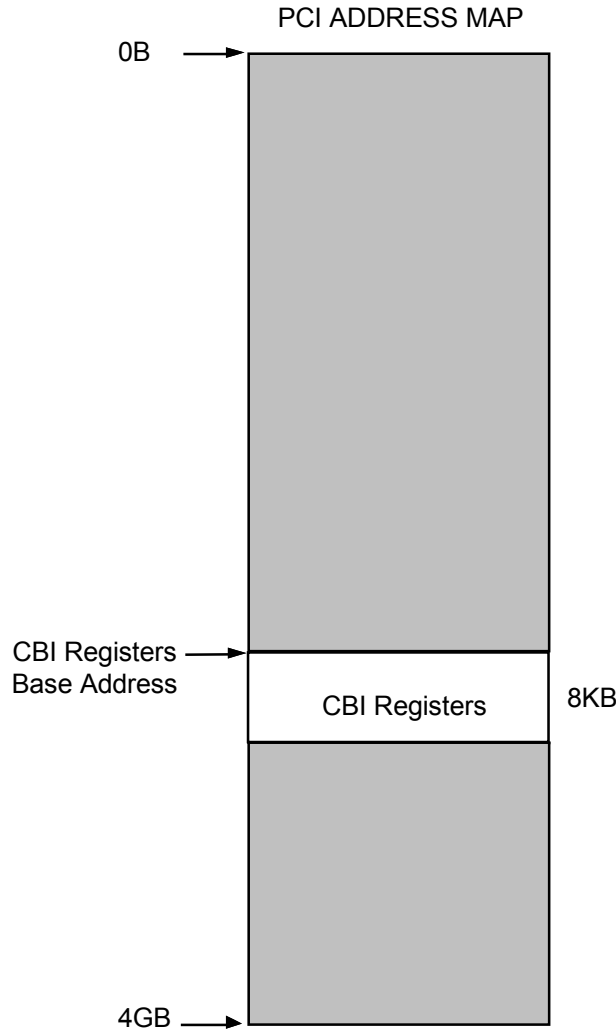 PCI ADDRESS MAP
0B
CBI Registers
Base Address
CBI Registers
8KB
4GB